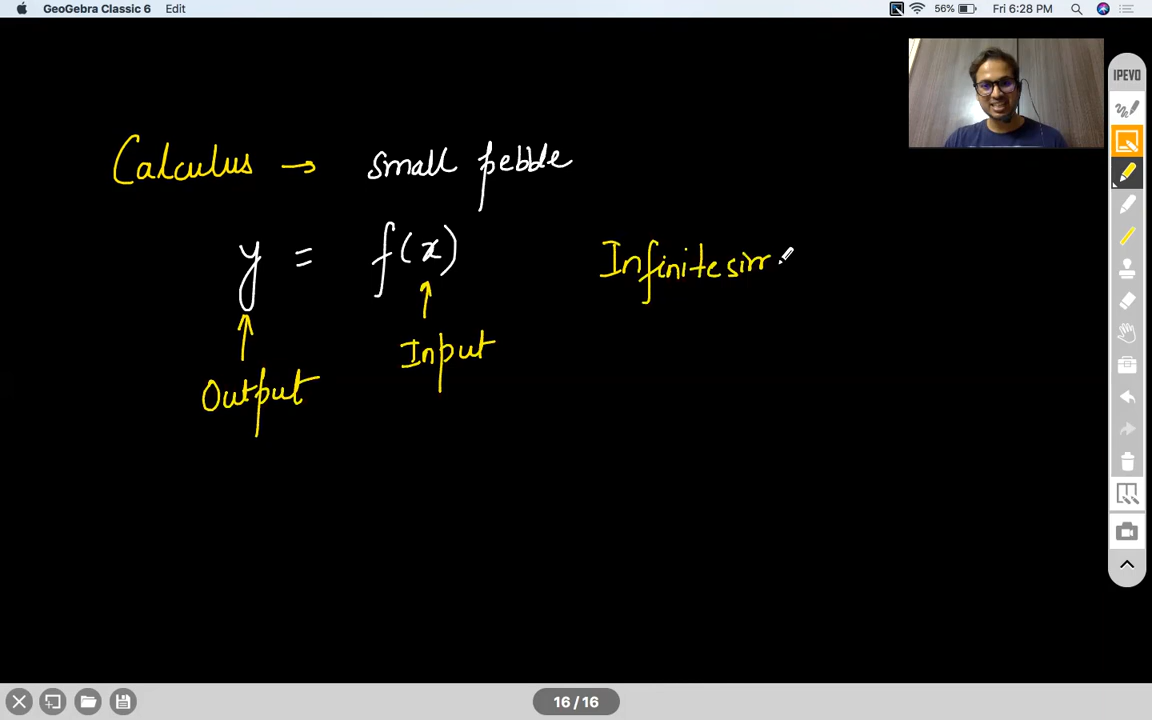 GeoGebra Classic 6 Edit 56% Fri 6:28 PM
IPEVO
Calculus → small pebble
y = f(x)
Infinitesim
Input
Output
16 / 16